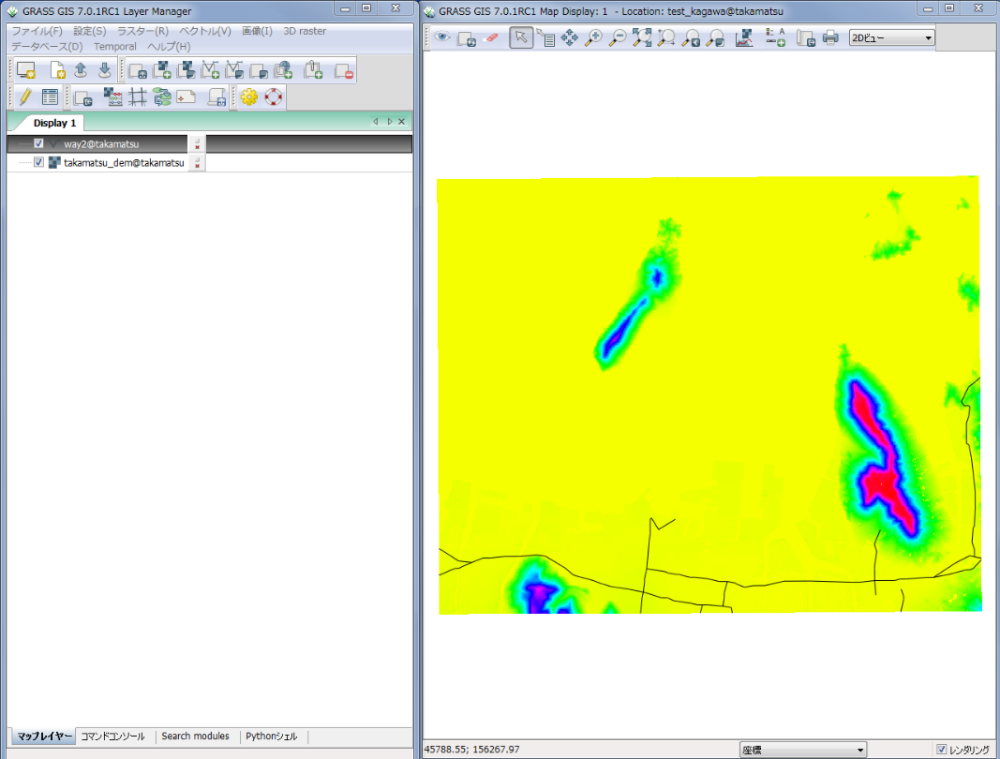 GRASS GIS 7.0.1RC1 Layer Manager
ファイル(F) 設定(S) ラスター(R) ベクトル(V) 画像(I) 3D raster
データベース(D) Temporal ヘルプ(H)
Display 1
way2@takamatsu
takamatsu_dem@takamatsu
マップレイヤー コマンドコンソール Search modules Pythonシェル
GRASS GIS 7.0.1RC1 Map Display: 1 - Location: test_kagawa@takamatsu
2Dビュー
45788.55; 156267.97
座標
レンダリング